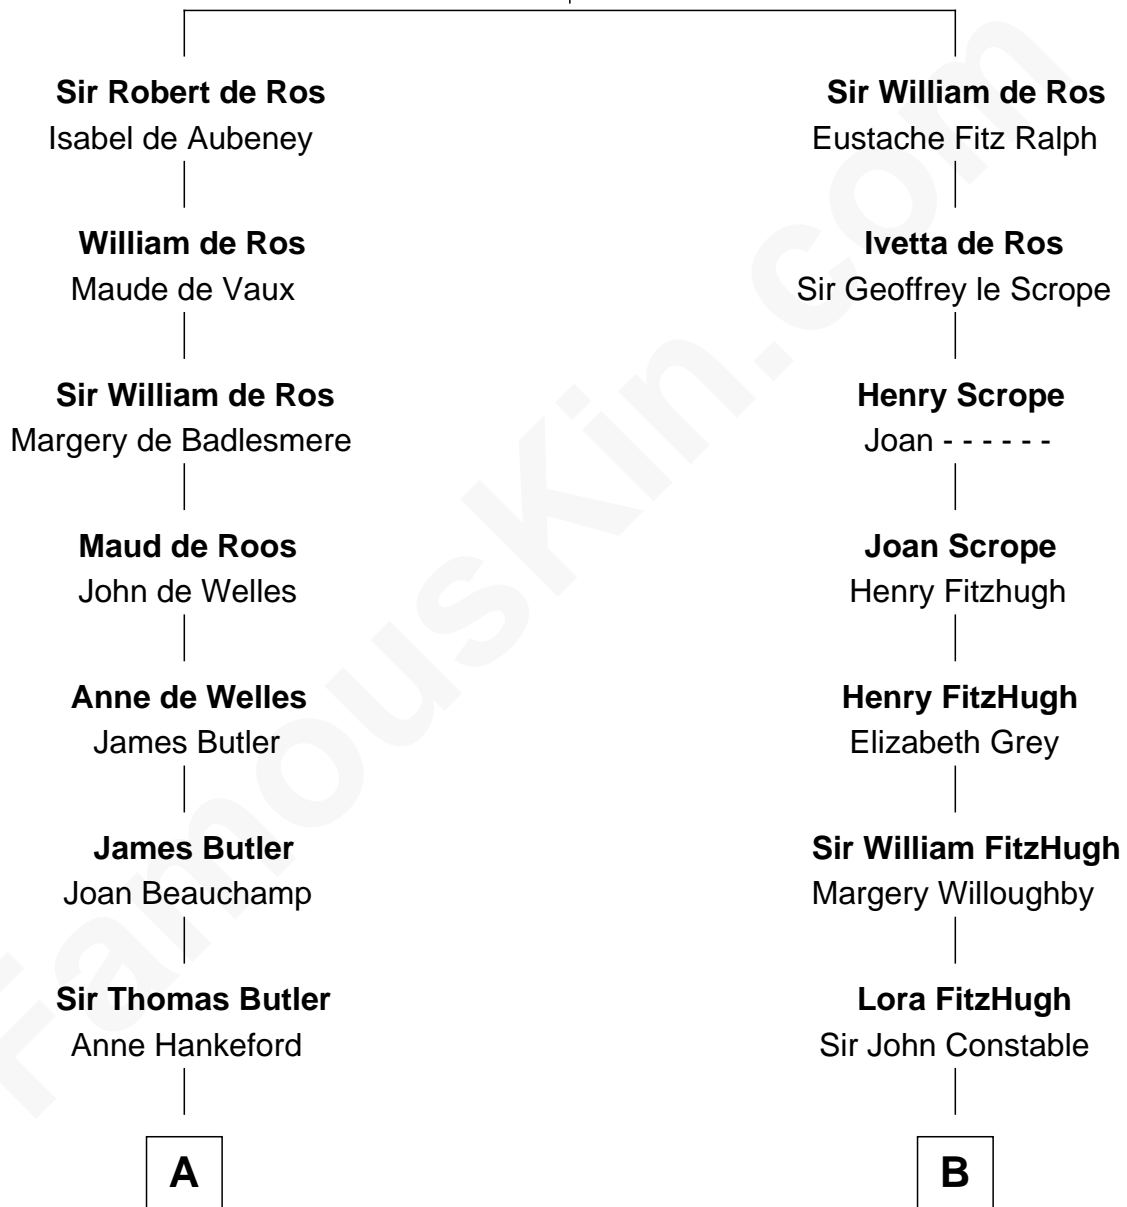 Sir Robert de Ros
Isabel de Aubeney
William de Ros
Maude de Vaux
Sir William de Ros
Margery de Badlesmere
Maud de Roos
John de Welles
Anne de Welles
James Butler
James Butler
Joan Beauchamp
Sir Thomas Butler
Anne Hankeford
A
Sir William de Ros
Eustache Fitz Ralph
Ivetta de Ros
Sir Geoffrey le Scrope
Henry Scrope
Joan - - - - - -
Joan Scrope
Henry Fitzhugh
Henry FitzHugh
Elizabeth Grey
Sir William FitzHugh
Margery Willoughby
Lora FitzHugh
Sir John Constable
B
FamousKin.com